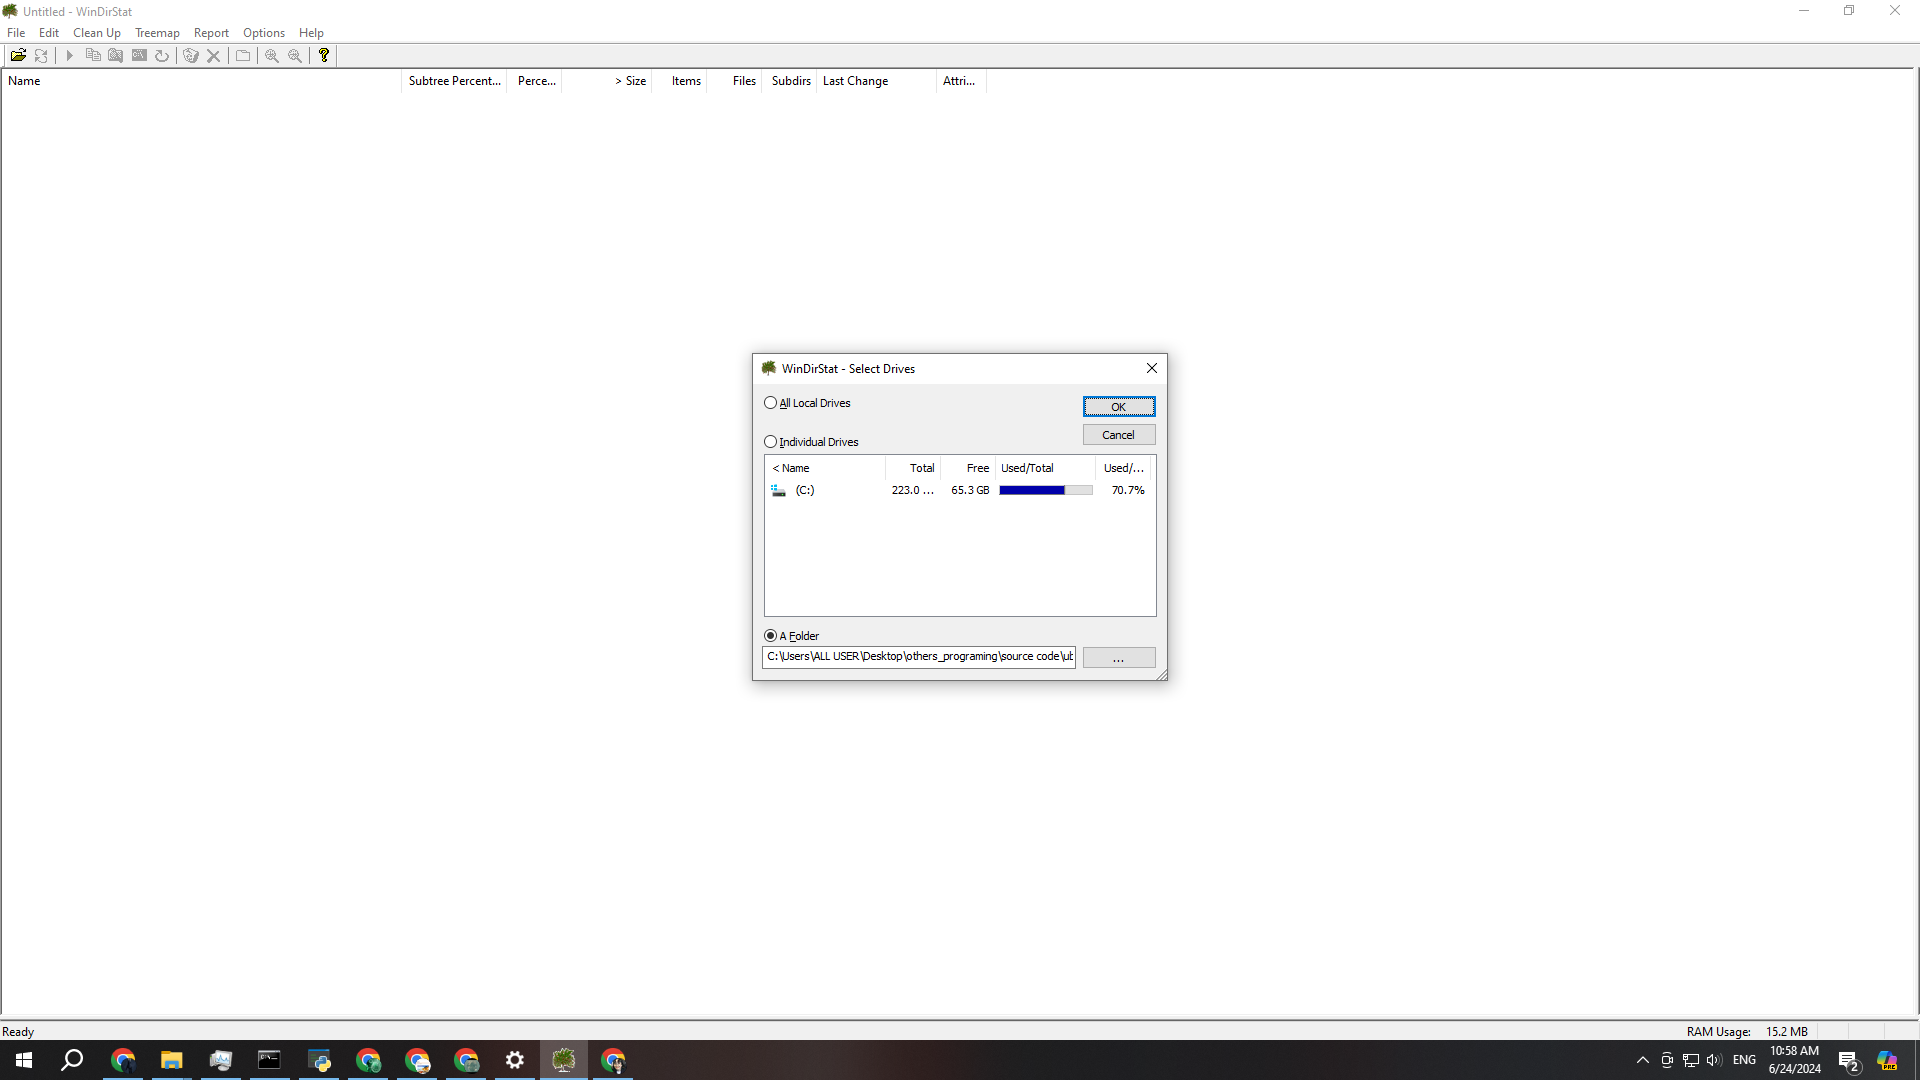 Untitled - WinDirStat
File Edit Clean Up Treemap Report Options Help
Name Subtree Percent... Perce... > Size Items Files Subdirs Last Change Attri...
WinDirStat - Select Drives
All Local Drives
OK
Cancel
Individual Drives
< Name Total Free Used/Total Used/...
(C:) 223.0 ... 65.3 GB 70.7%
A Folder
C:\Users\ALL USER\Desktop\others_programing\source code\ub
...
Ready RAM Usage: 15.2 MB
ENG
10:58 AM
6/24/2024
2
PRE